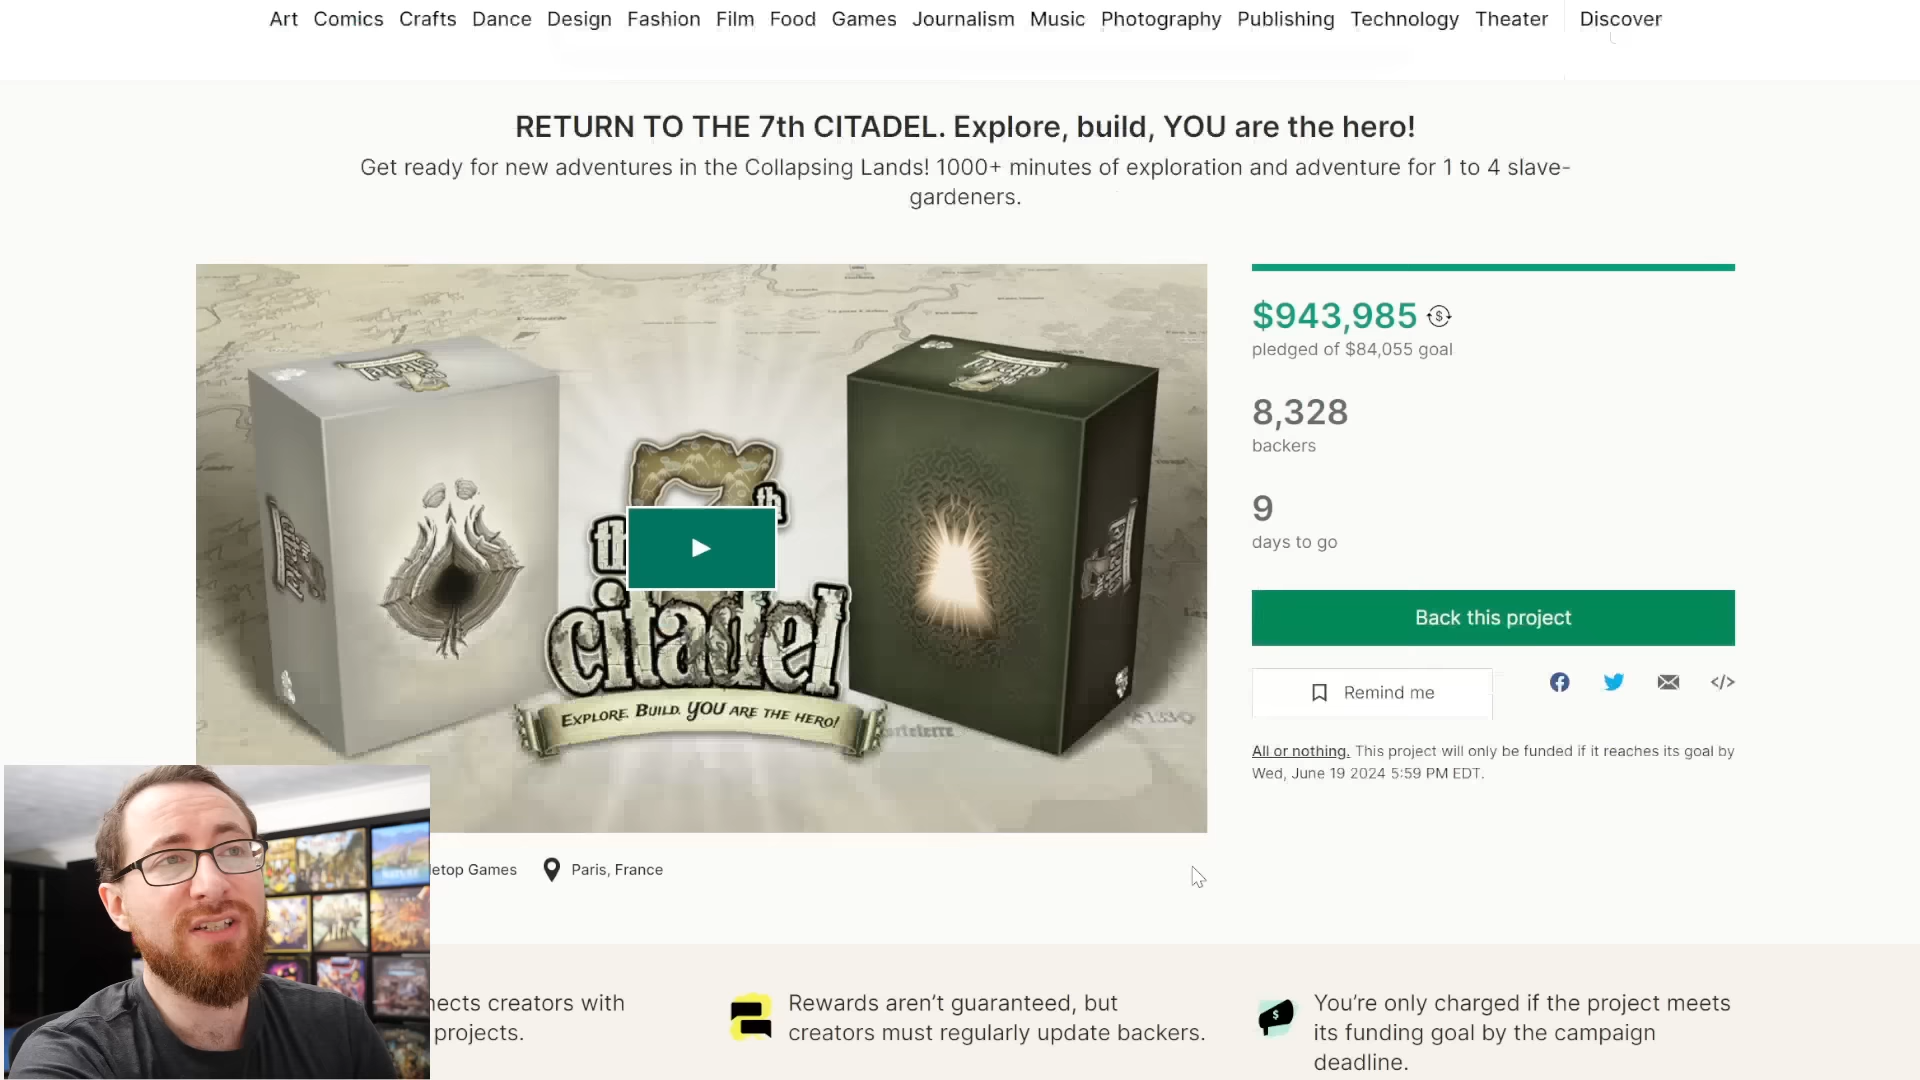 Art Comics Crafts Dance Design Fashion Film Food Games Journalism Music Photography Publishing Technology Theater Discover
RETURN TO THE 7th CITADEL. Explore, build, YOU are the hero!
Get ready for new adventures in the Collapsing Lands! 1000+ minutes of exploration and adventure for 1 to 4 slave-
gardeners.
$943,985
pledged of $84,055 goal
8,328
backers
9
days to go
Back this project
Remind me
</>
All or nothing. This project will only be funded if it reaches its goal by
Wed, June 19 2024 5:59 PM EDT.
th
citadel
EXPLORE. BUILD. YOU ARE THE HERO!
letop Games
Paris, France
nects creators with
projects.
Rewards aren't guaranteed, but
creators must regularly update backers.
You're only charged if the project meets
its funding goal by the campaign
deadline.